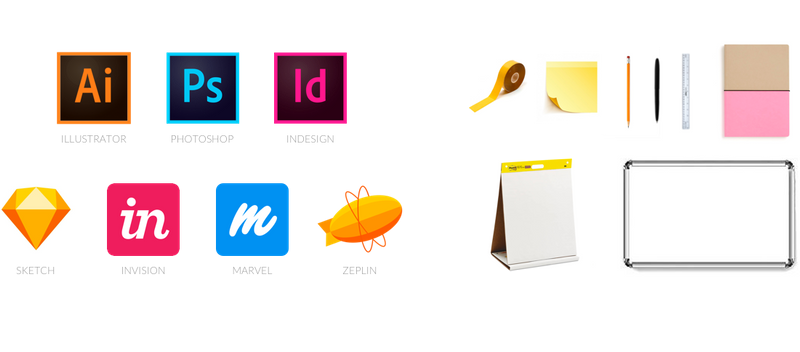 Ai Ps Id
ILLUSTRATOR PHOTOSHOP INDESIGN
in m
SKETCH INVISION MARVEL ZEPLIN